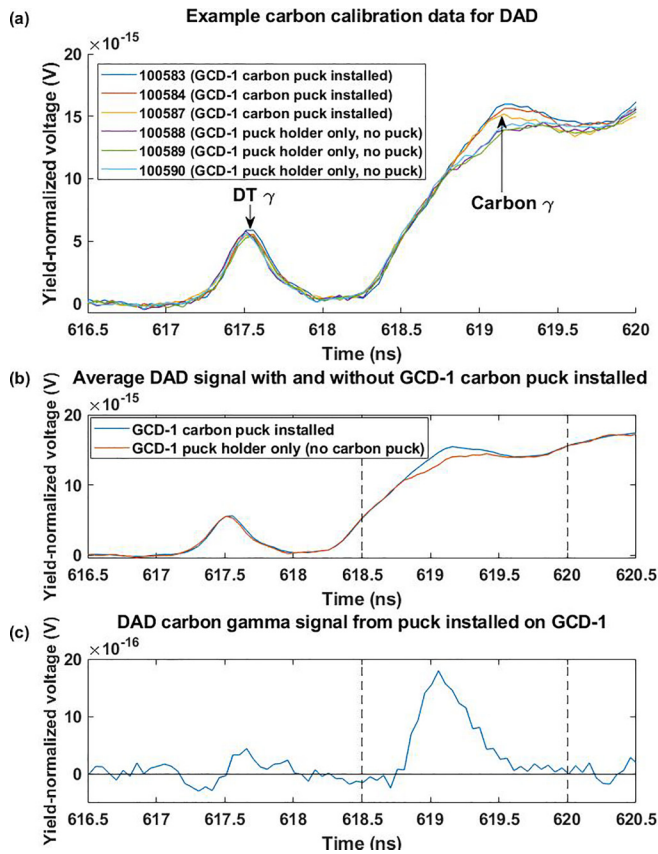 (a)
Example carbon calibration data for DAD
×10⁻¹⁵
Yield-normalized voltage (V)
20
15
10
5
0
100583 (GCD-1 carbon puck installed)
100584 (GCD-1 carbon puck installed)
100587 (GCD-1 carbon puck installed)
100588 (GCD-1 puck holder only, no puck)
100589 (GCD-1 puck holder only, no puck)
100590 (GCD-1 puck holder only, no puck)
DT γ
Carbon γ
616.5 617 617.5 618 618.5 619 619.5 620
Time (ns)
(b)
Average DAD signal with and without GCD-1 carbon puck installed
×10⁻¹⁵
Yield-normalized voltage (V)
20
10
0
GCD-1 carbon puck installed
GCD-1 puck holder only (no carbon puck)
616.5 617 617.5 618 618.5 619 619.5 620 620.5
Time (ns)
(c)
DAD carbon gamma signal from puck installed on GCD-1
×10⁻¹⁶
Yield-normalized voltage (V)
20
10
0
616.5 617 617.5 618 618.5 619 619.5 620 620.5
Time (ns)